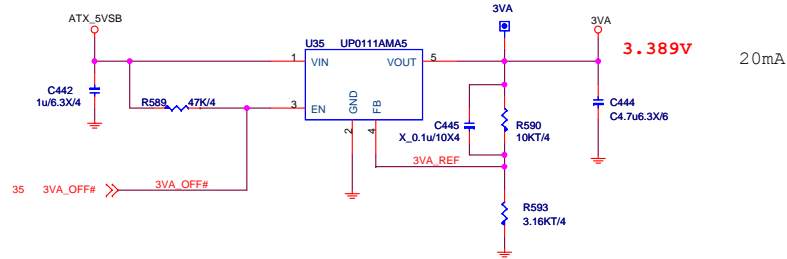 ATX_5VSB
3VA
3VA
3.389V
20mA
U35 UP0111AMA5
1 VIN VOUT 5
C442
1u/6.3X/4
R589 47K/4
3 EN
GND
FB
2
4
C445
X_0.1u/10X4
R590
10KT/4
C444
C4.7u6.3X/6
3VA_REF
35 3VA_OFF# 3VA_OFF#
R593
3.16KT/4